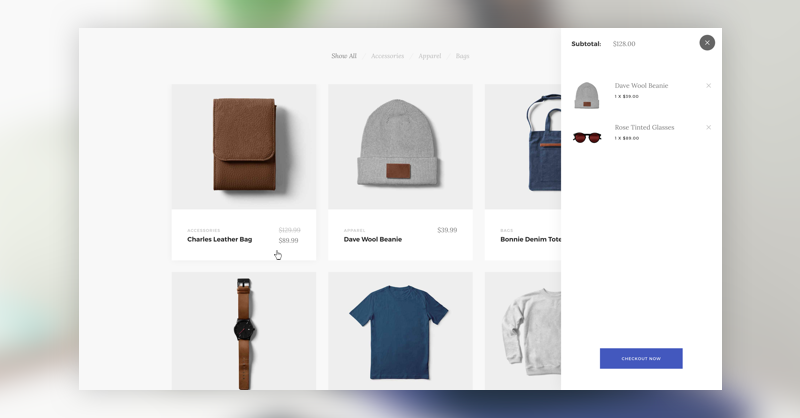 Subtotal: $128.00
Show All Accessories Apparel Bags
Dave Wool Beanie
1 X $39.00
Rose Tinted Glasses
1 X $89.00
ACCESSORIES $129.99
Charles Leather Bag $89.99
APPAREL $39.99
Dave Wool Beanie
BAGS
Bonnie Denim Tote
CHECKOUT NOW